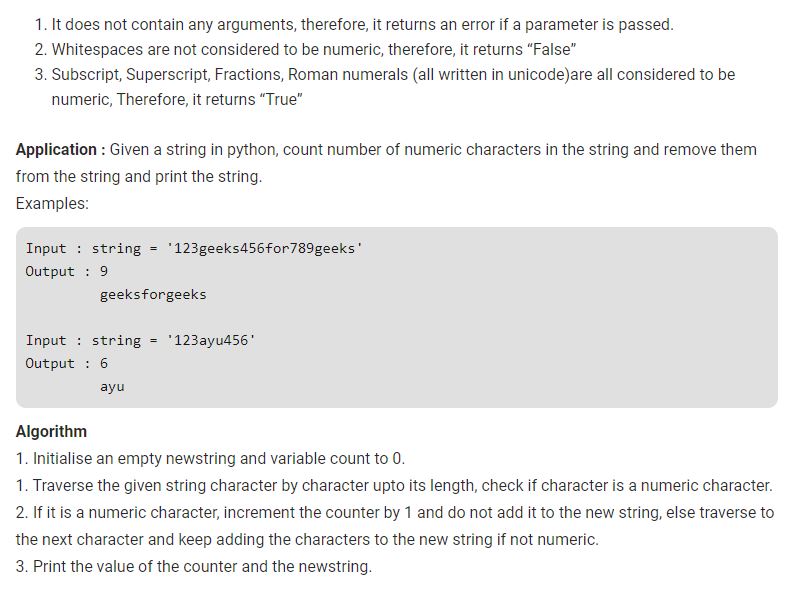 1. It does not contain any arguments, therefore, it returns an error if a parameter is passed.
2. Whitespaces are not considered to be numeric, therefore, it returns “False”
3. Subscript, Superscript, Fractions, Roman numerals (all written in unicode)are all considered to be
numeric, Therefore, it returns “True”
Application : Given a string in python, count number of numeric characters in the string and remove them
from the string and print the string.
Examples:
Input : string = '123geeks456for789geeks'
Output : 9
geeksforgeeks
Input : string = '123ayu456'
Output : 6
ayu
Algorithm
1. Initialise an empty newstring and variable count to 0.
1. Traverse the given string character by character upto its length, check if character is a numeric character.
2. If it is a numeric character, increment the counter by 1 and do not add it to the new string, else traverse to
the next character and keep adding the characters to the new string if not numeric.
3. Print the value of the counter and the newstring.